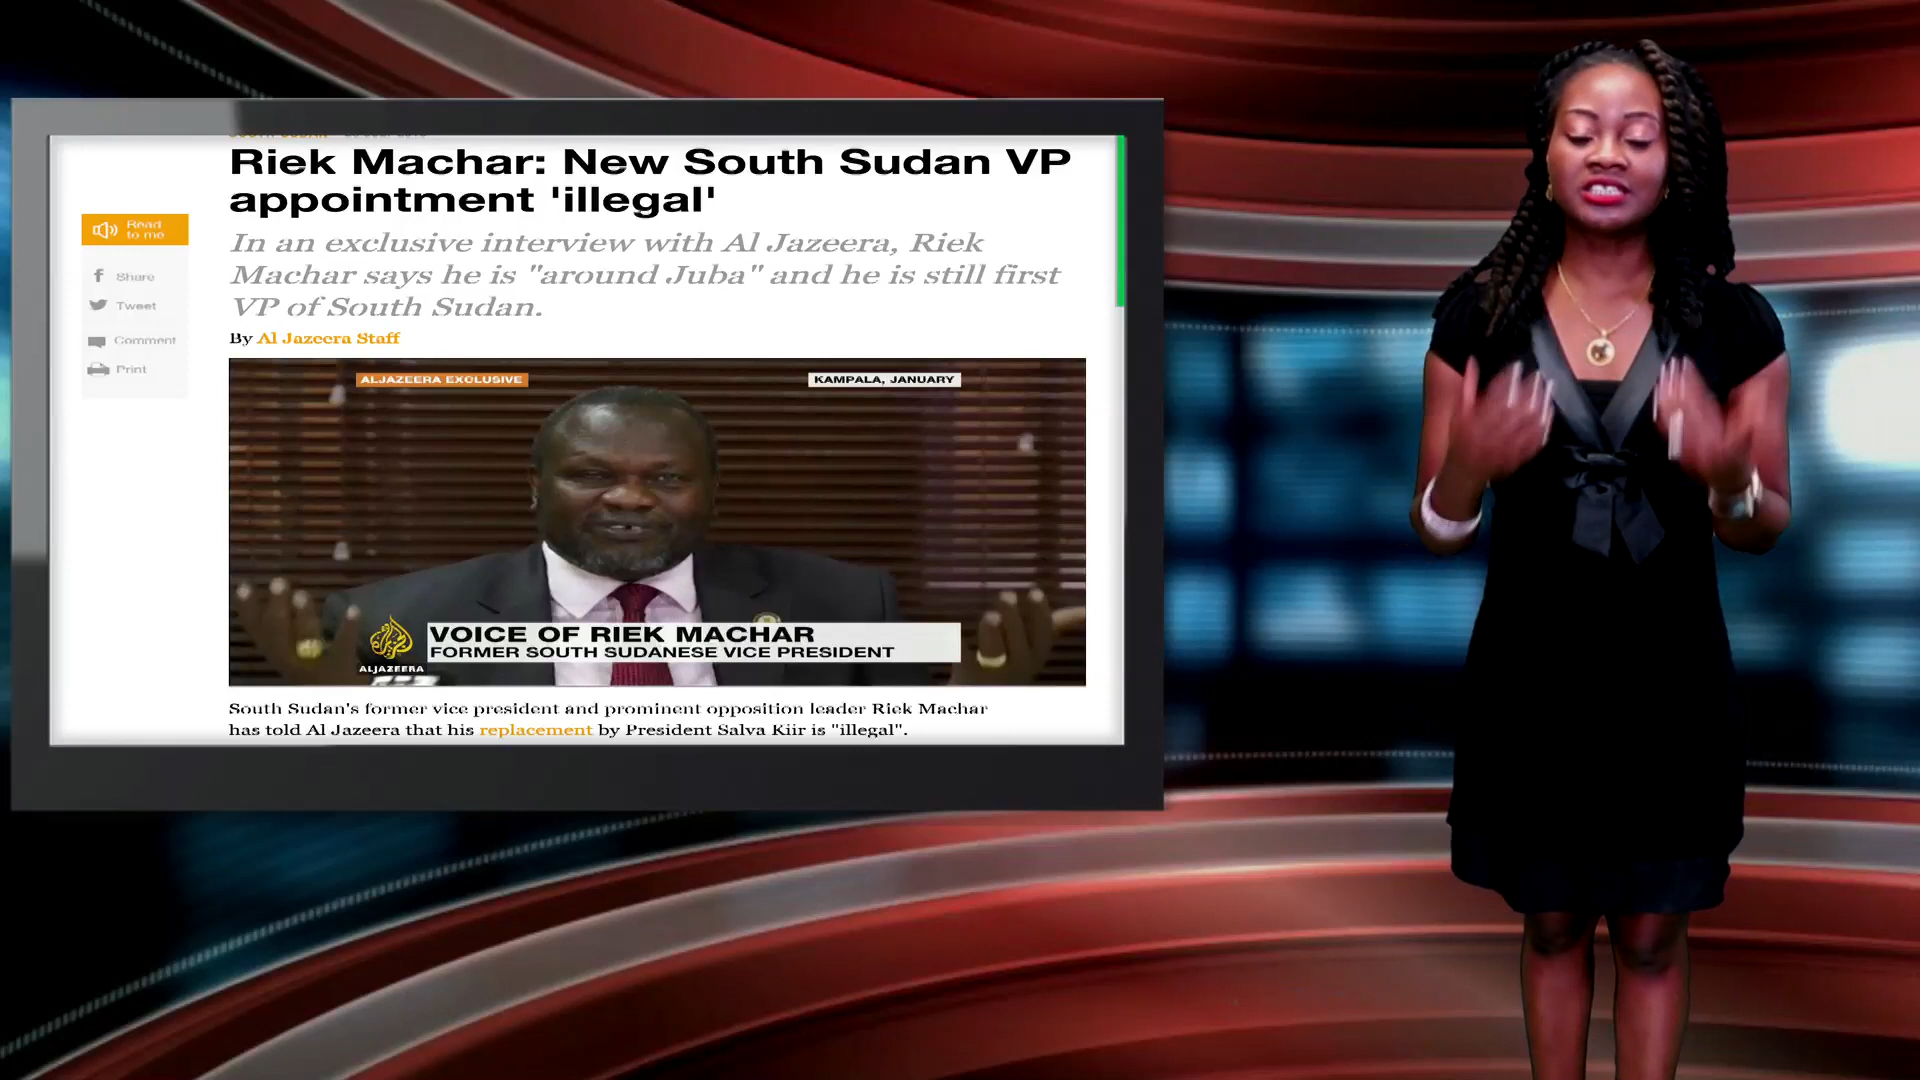 Riek Machar: New South Sudan VP
appointment 'illegal'
In an exclusive interview with Al Jazeera, Riek
Machar says he is "around Juba" and he is still first
VP of South Sudan.
By Al Jazeera Staff
Read
to me
Share
Tweet
Comment
Print
ALJAZEERA EXCLUSIVE
KAMPALA, JANUARY
VOICE OF RIEK MACHAR
FORMER SOUTH SUDANESE VICE PRESIDENT
ALJAZEERA
South Sudan's former vice president and prominent opposition leader Riek Machar
has told Al Jazeera that his replacement by President Salva Kiir is "illegal".